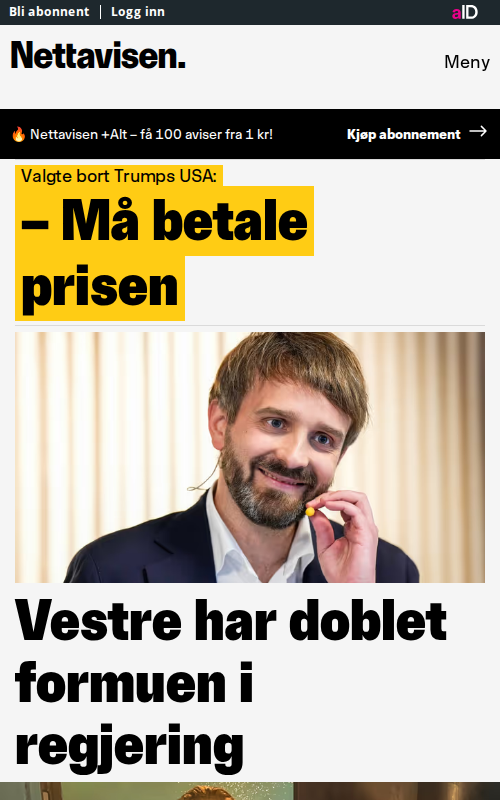 Bli abonnent
Logg inn
aID
Nettavisen.
Meny
🔥 Nettavisen +Alt – få 100 aviser fra 1 kr!
Kjøp abonnement →
Valgte bort Trumps USA:
– Må betale
prisen
Vestre har doblet
formuen i
regjering